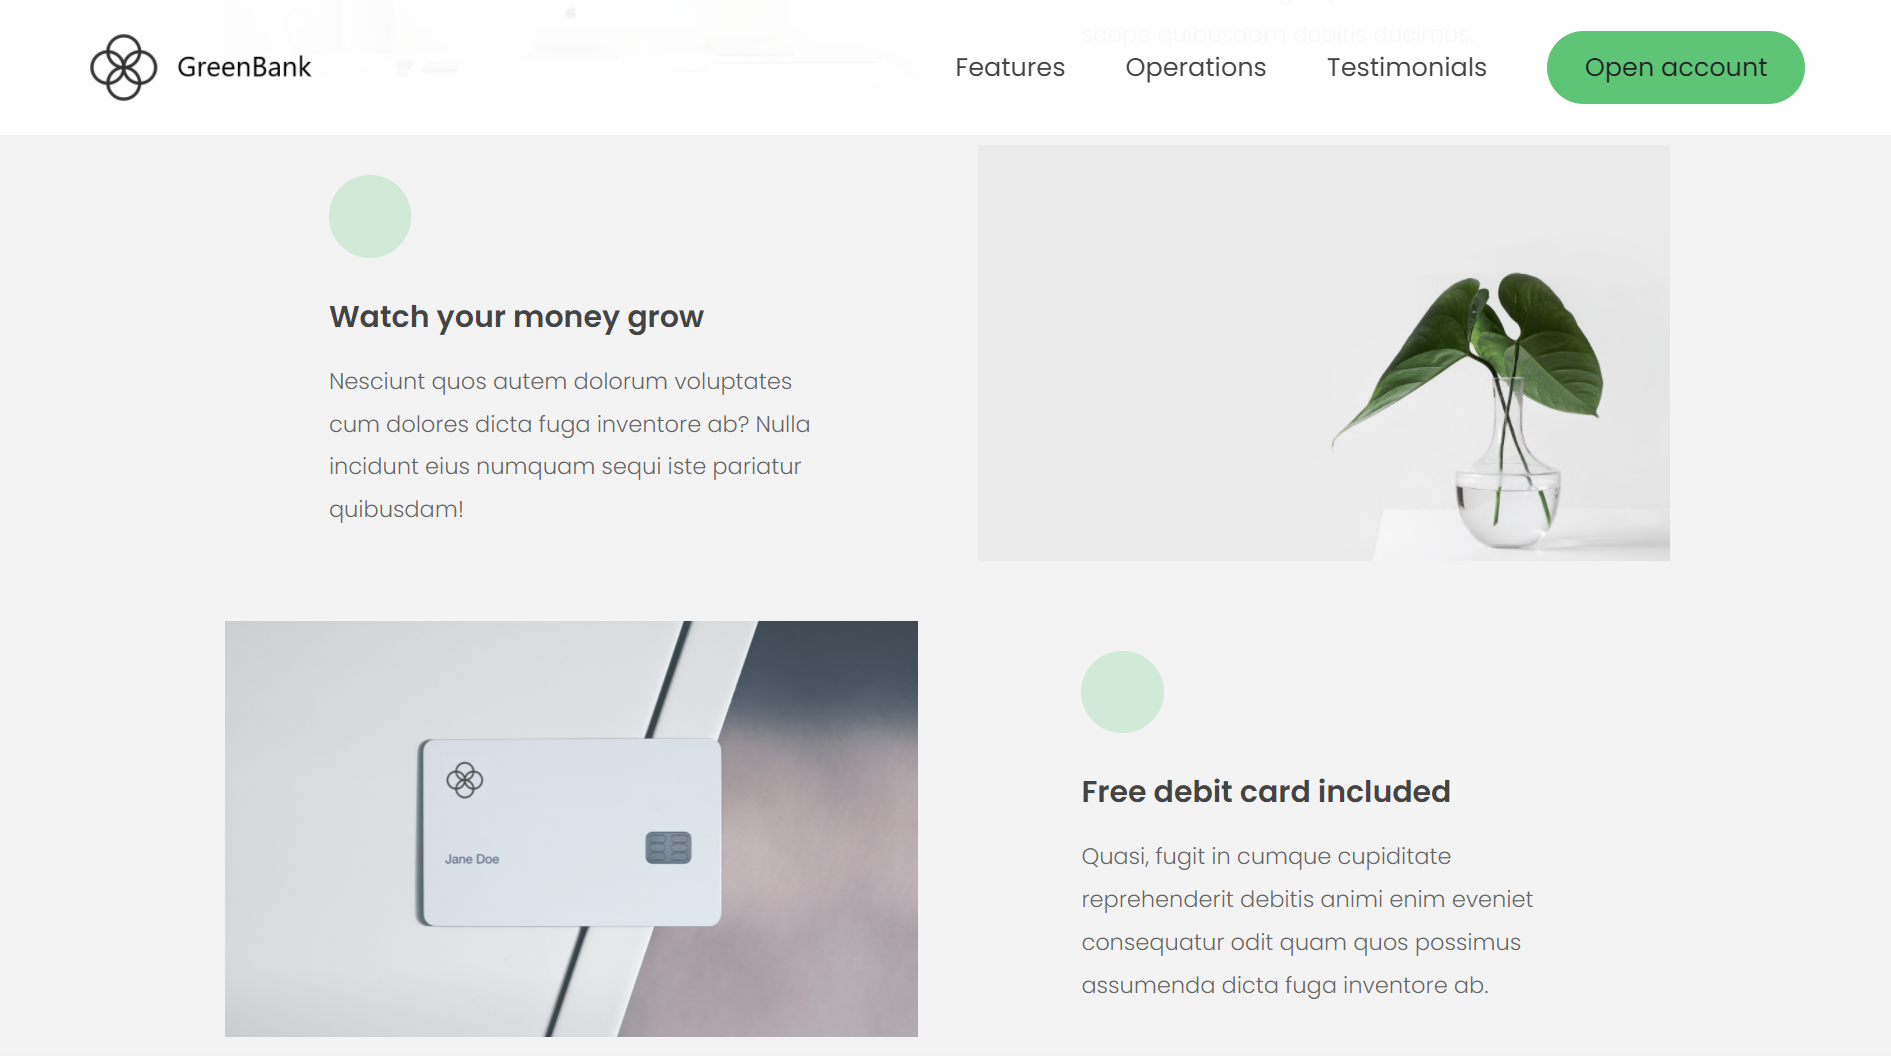 saepe quibusdam debitis ducimus.
GreenBank
Features
Operations
Testimonials
Open account
Watch your money grow
Nesciunt quos autem dolorum voluptates
cum dolores dicta fuga inventore ab? Nulla
incidunt eius numquam sequi iste pariatur
quibusdam!
Jane Doe
Free debit card included
Quasi, fugit in cumque cupiditate
reprehenderit debitis animi enim eveniet
consequatur odit quam quos possimus
assumenda dicta fuga inventore ab.